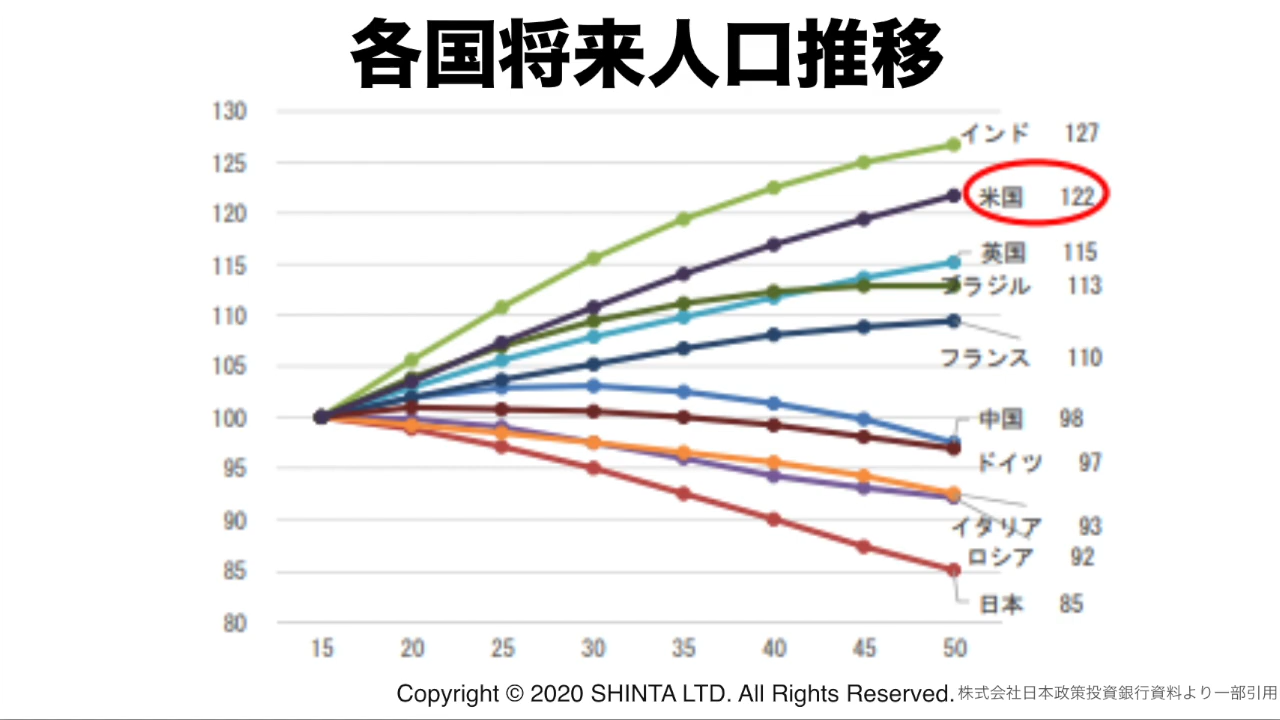 各国将来人口推移
130
125
120
115
110
105
100
95
90
85
80
インド 127
米国 122
英国 115
ブラジル 113
フランス 110
中国 98
ドイツ 97
イタリア 93
ロシア 92
日本 85
15 20 25 30 35 40 45 50
Copyright © 2020 SHINTA LTD. All Rights Reserved. 株式会社日本政策投資銀行資料より一部引用